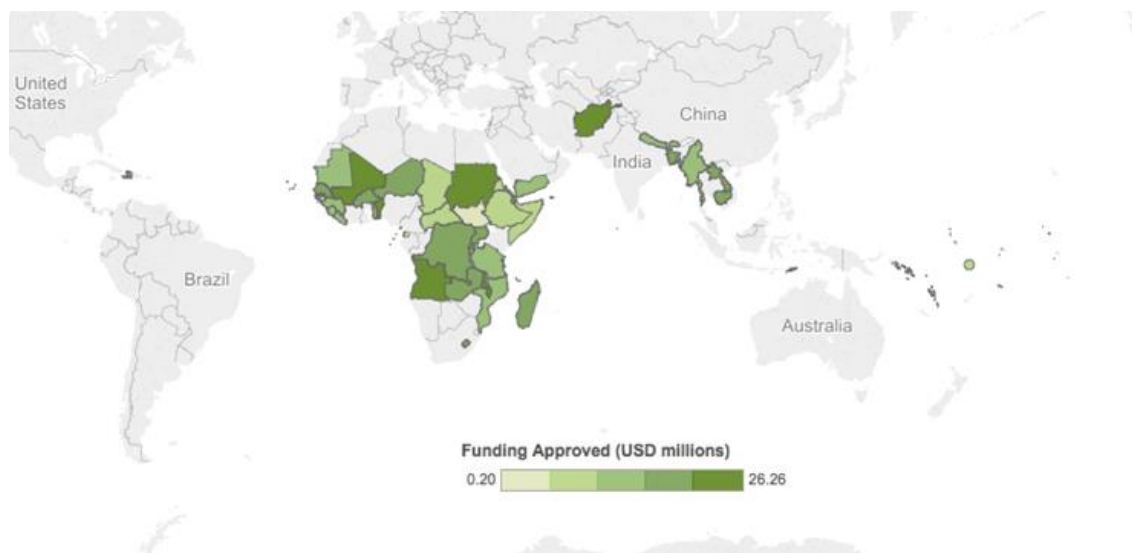 United
States
China
India
Brazil
Australia
Funding Approved (USD millions)
0.20 26.26